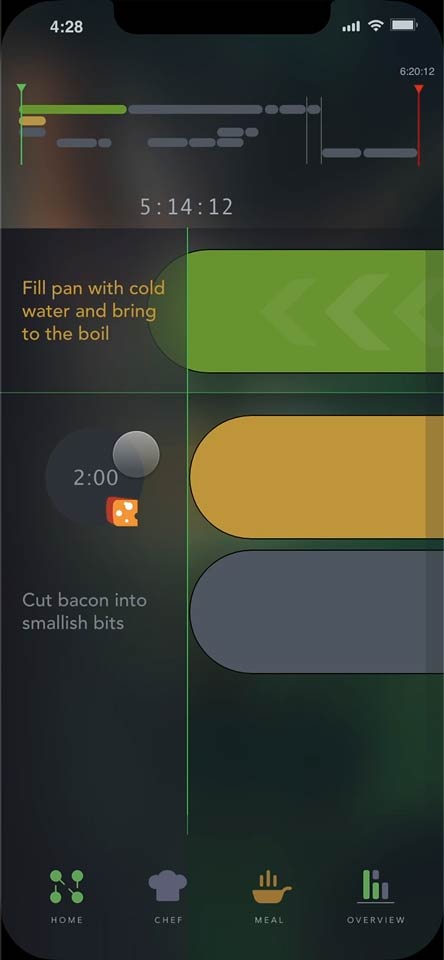 4:28
6:20:12
5:14:12
Fill pan with cold
water and bring
to the boil
2:00
Cut bacon into
smallish bits
HOME CHEF MEAL OVERVIEW